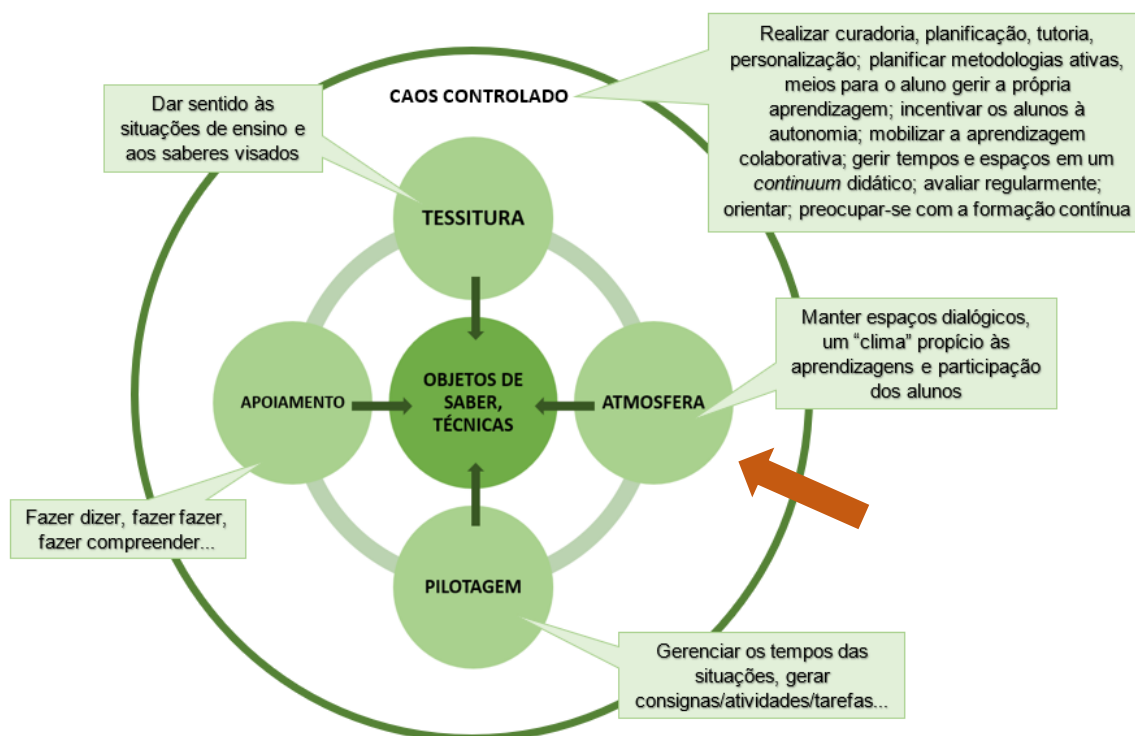 Realizar curadoria, planificação, tutoria,
personalização; planificar metodologias ativas,
meios para o aluno gerir a própria
aprendizagem; incentivar os alunos à
autonomia; mobilizar a aprendizagem
colaborativa; gerir tempos e espaços em um
continuum didático; avaliar regularmente;
orientar; preocupar-se com a formação contínua
CAOS CONTROLADO
Dar sentido às
situações de ensino e
aos saberes visados
TESSITURA
Manter espaços dialógicos,
um “clima” propício às
aprendizagens e participação
dos alunos
APOIAMENTO
OBJETOS DE
SABER,
TÉCNICAS
ATMOSFERA
Fazer dizer, fazer fazer,
fazer compreender...
PILOTAGEM
Gerenciar os tempos das
situações, gerar
consignas/atividades/tarefas...